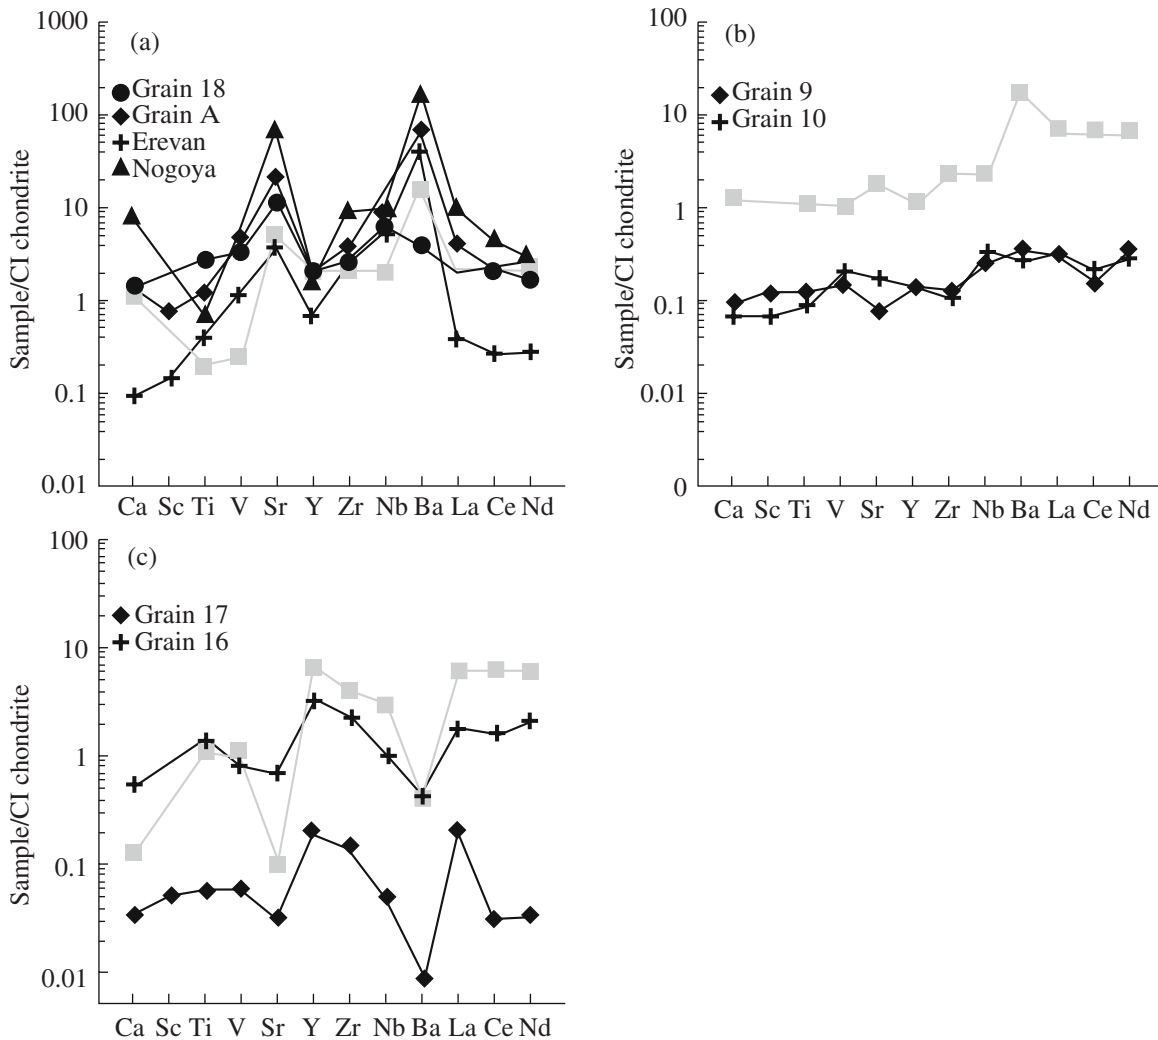 (a)
1000
100
10
1
0.1
0.01
Sample/CI chondrite
Grain 18
Grain A
Erevan
Nogoya
Ca Sc Ti V Sr Y Zr Nb Ba La Ce Nd
(b)
100
10
1
0.1
0.01
0
Sample/CI chondrite
Grain 9
Grain 10
Ca Sc Ti V Sr Y Zr Nb Ba La Ce Nd
(c)
100
10
1
0.1
0.01
Sample/CI chondrite
Grain 17
Grain 16
Ca Sc Ti V Sr Y Zr Nb Ba La Ce Nd